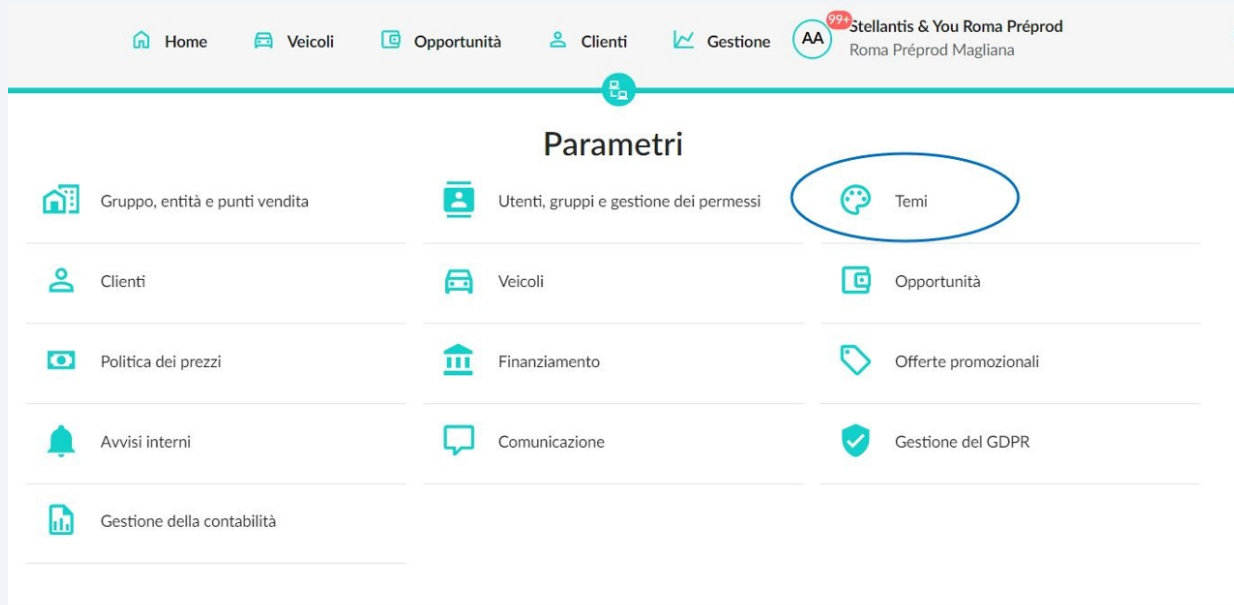 Home
Veicoli
Opportunità
Clienti
Gestione
AA
99+
Stellantis & You Roma Préprod
Roma Préprod Magliana
Parametri
Gruppo, entità e punti vendita
Utenti, gruppi e gestione dei permessi
Temi
Clienti
Veicoli
Opportunità
Politica dei prezzi
Finanziamento
Offerte promozionali
Avvisi interni
Comunicazione
Gestione del GDPR
Gestione della contabilità